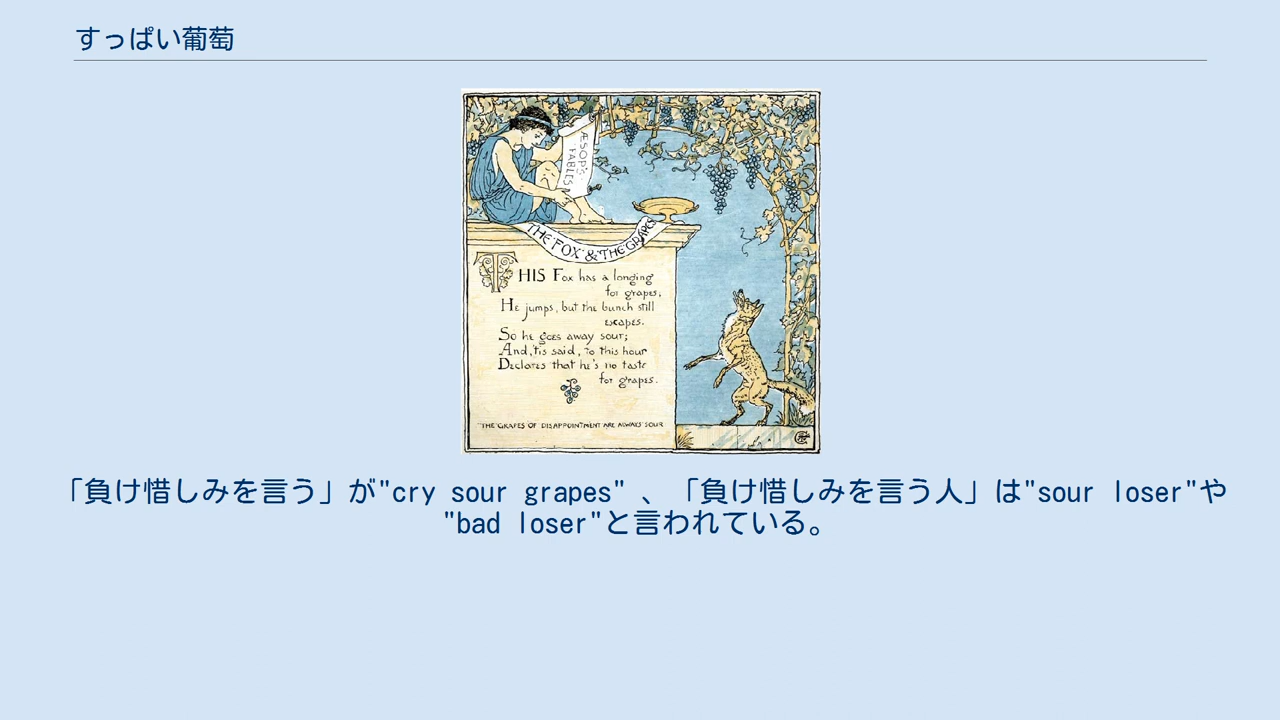 すっぱい葡萄
ÆSOP'S
FABLES
THE FOX & THE GRAPES
THIS Fox has a longing
for grapes,
He jumps, but the bunch still
escapes.
So he goes away sour;
And, 'tis said, to this hour
Declares that he's no taste
for grapes.
"THE GRAPES OF DISAPPOINTMENT ARE ALWAYS SOUR
「負け惜しみを言う」が"cry sour grapes" 、「負け惜しみを言う人」は"sour loser"や
"bad loser"と言われている。